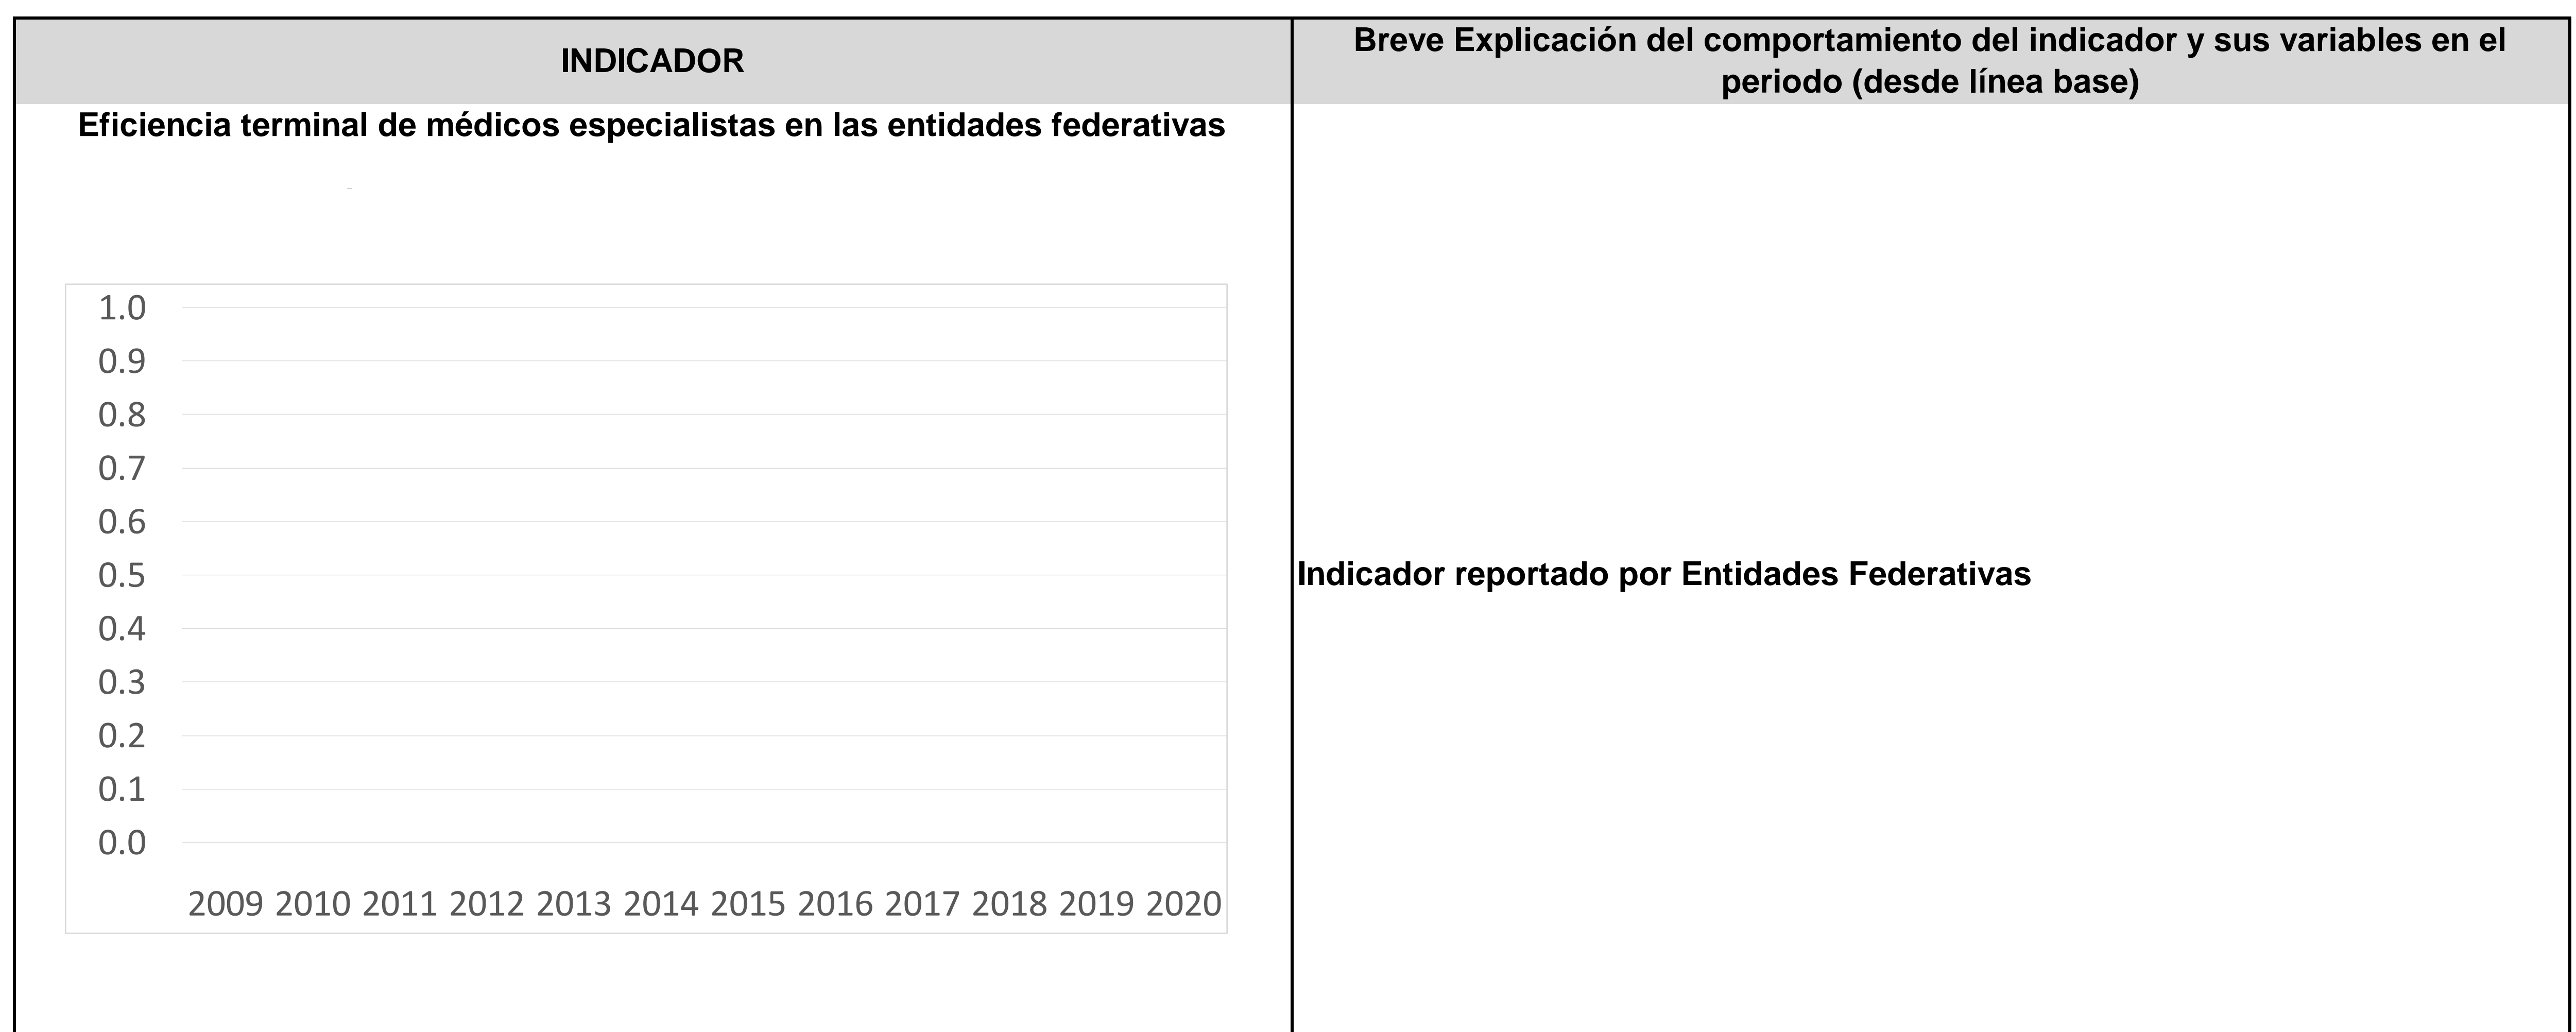 INDICADOR
Breve Explicación del comportamiento del indicador y sus variables en el
periodo (desde línea base)
Eficiencia terminal de médicos especialistas en las entidades federativas
1.0
0.9
0.8
0.7
0.6
0.5
0.4
0.3
0.2
0.1
0.0
2009 2010 2011 2012 2013 2014 2015 2016 2017 2018 2019 2020
Indicador reportado por Entidades Federativas